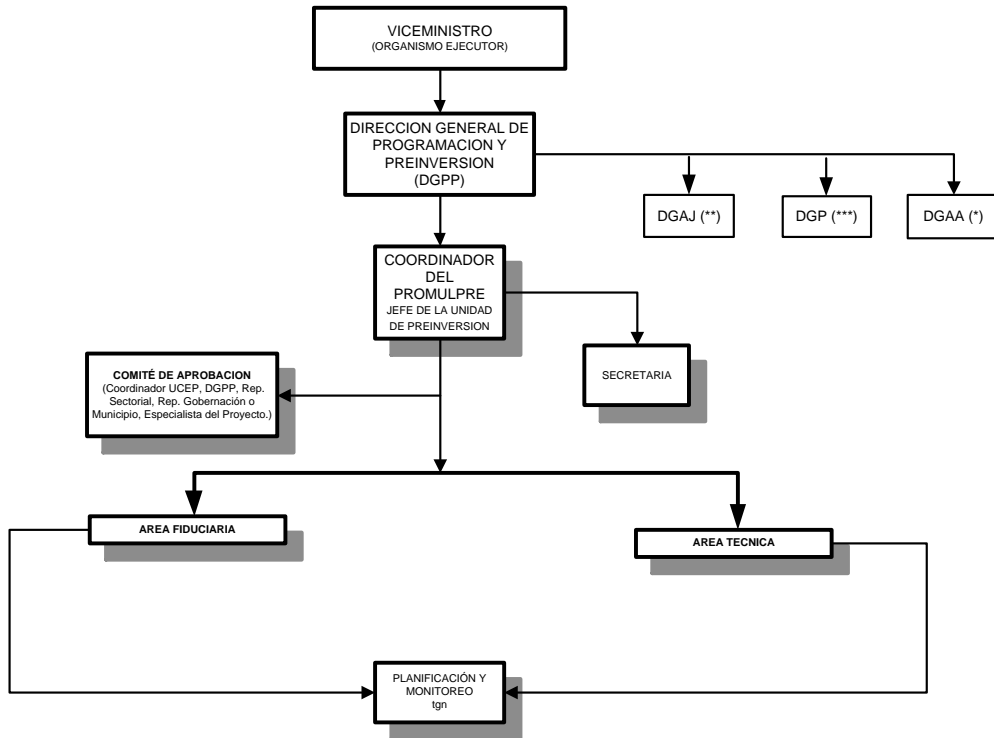 VICEMINISTRO
(ORGANISMO EJECUTOR)
DIRECCION GENERAL DE
PROGRAMACION Y
PREINVERSION
(DGPP)
DGAJ (**)
DGP (***)
DGAA (*)
COORDINADOR
DEL
PROMULPRE
JEFE DE LA UNIDAD
DE PREINVERSION
SECRETARIA
COMITÉ DE APROBACION
(Coordinador UCEP, DGPP, Rep.
Sectorial, Rep. Gobernación o
Municipio, Especialista del Proyecto.)
AREA FIDUCIARIA
AREA TECNICA
PLANIFICACIÓN Y
MONITOREO
tgn